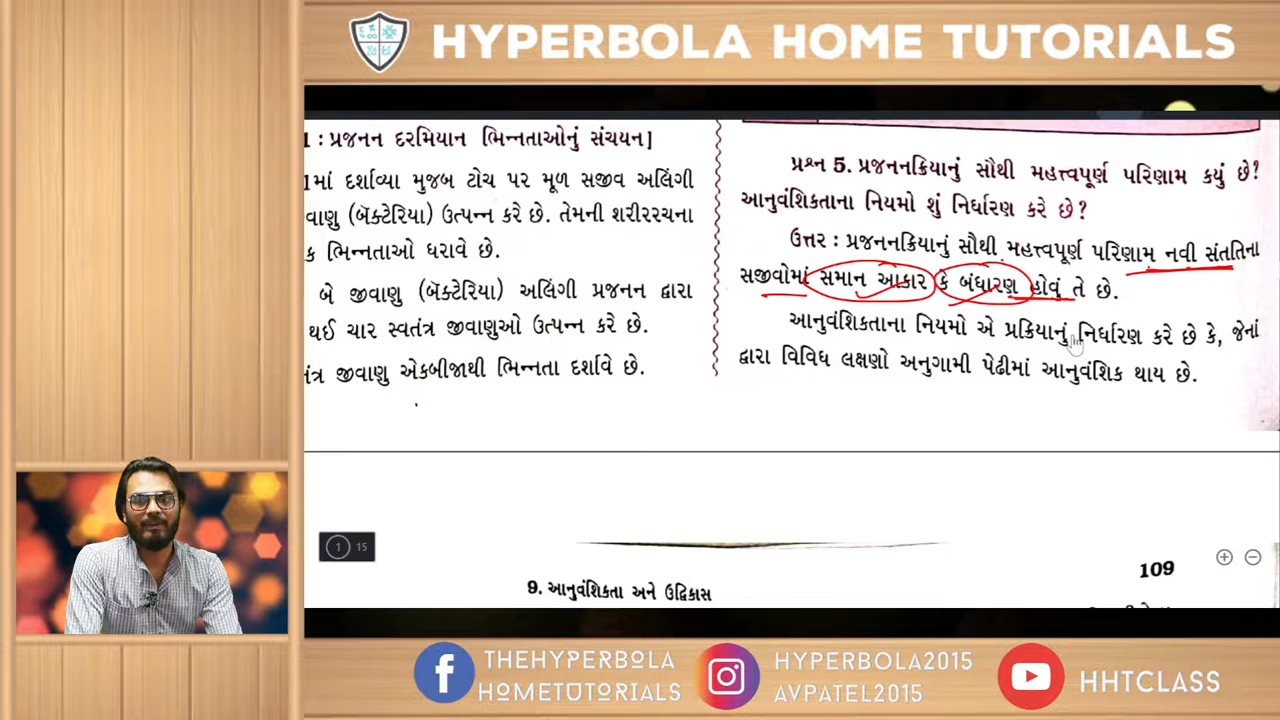 HYPERBOLA HOME TUTORIALS
1 : પ્રજનન દરમિયાન ભિન્નતાઓનું સંચયન]
માં દર્શાવ્યા મુજબ ટોચ પર મૂળ સજીવ અલિંગી
વાણુ (બૅક્ટેરિયા) ઉત્પન્ન કરે છે. તેમની શરીરરચના
ક ભિન્નતાઓ ધરાવે છે.
બે જીવાણુ (બૅક્ટેરિયા) અલિંગી પ્રજનન દ્વારા
થઈ ચાર સ્વતંત્ર જીવાણુઓ ઉત્પન્ન કરે છે.
તંત્ર જીવાણુ એકબીજાથી ભિન્નતા દર્શાવે છે.
પ્રશ્ન 5. પ્રજનનક્રિયાનું સૌથી મહત્ત્વપૂર્ણ પરિણામ કયું છે?
આનુવંશિકતાના નિયમો શું નિર્ધારણ કરે છે?
ઉત્તર : પ્રજનનક્રિયાનું સૌથી મહત્ત્વપૂર્ણ પરિણામ નવી સંતતિના
સજીવોમાં સમાન આકાર કે બંધારણ હોવું તે છે.
આનુવંશિકતાના નિયમો એ પ્રક્રિયાનું નિર્ધારણ કરે છે કે, જેનાં
દ્વારા વિવિધ લક્ષણો અનુગામી પેઢીમાં આનુવંશિક થાય છે.
1 15
109
9. આનુવંશિકતા અને ઉદ્વિકાસ
THEHYPERBOLA
HOMETUTORIALS
HYPERBOLA2015
AVPATEL2015
HHTCLASS